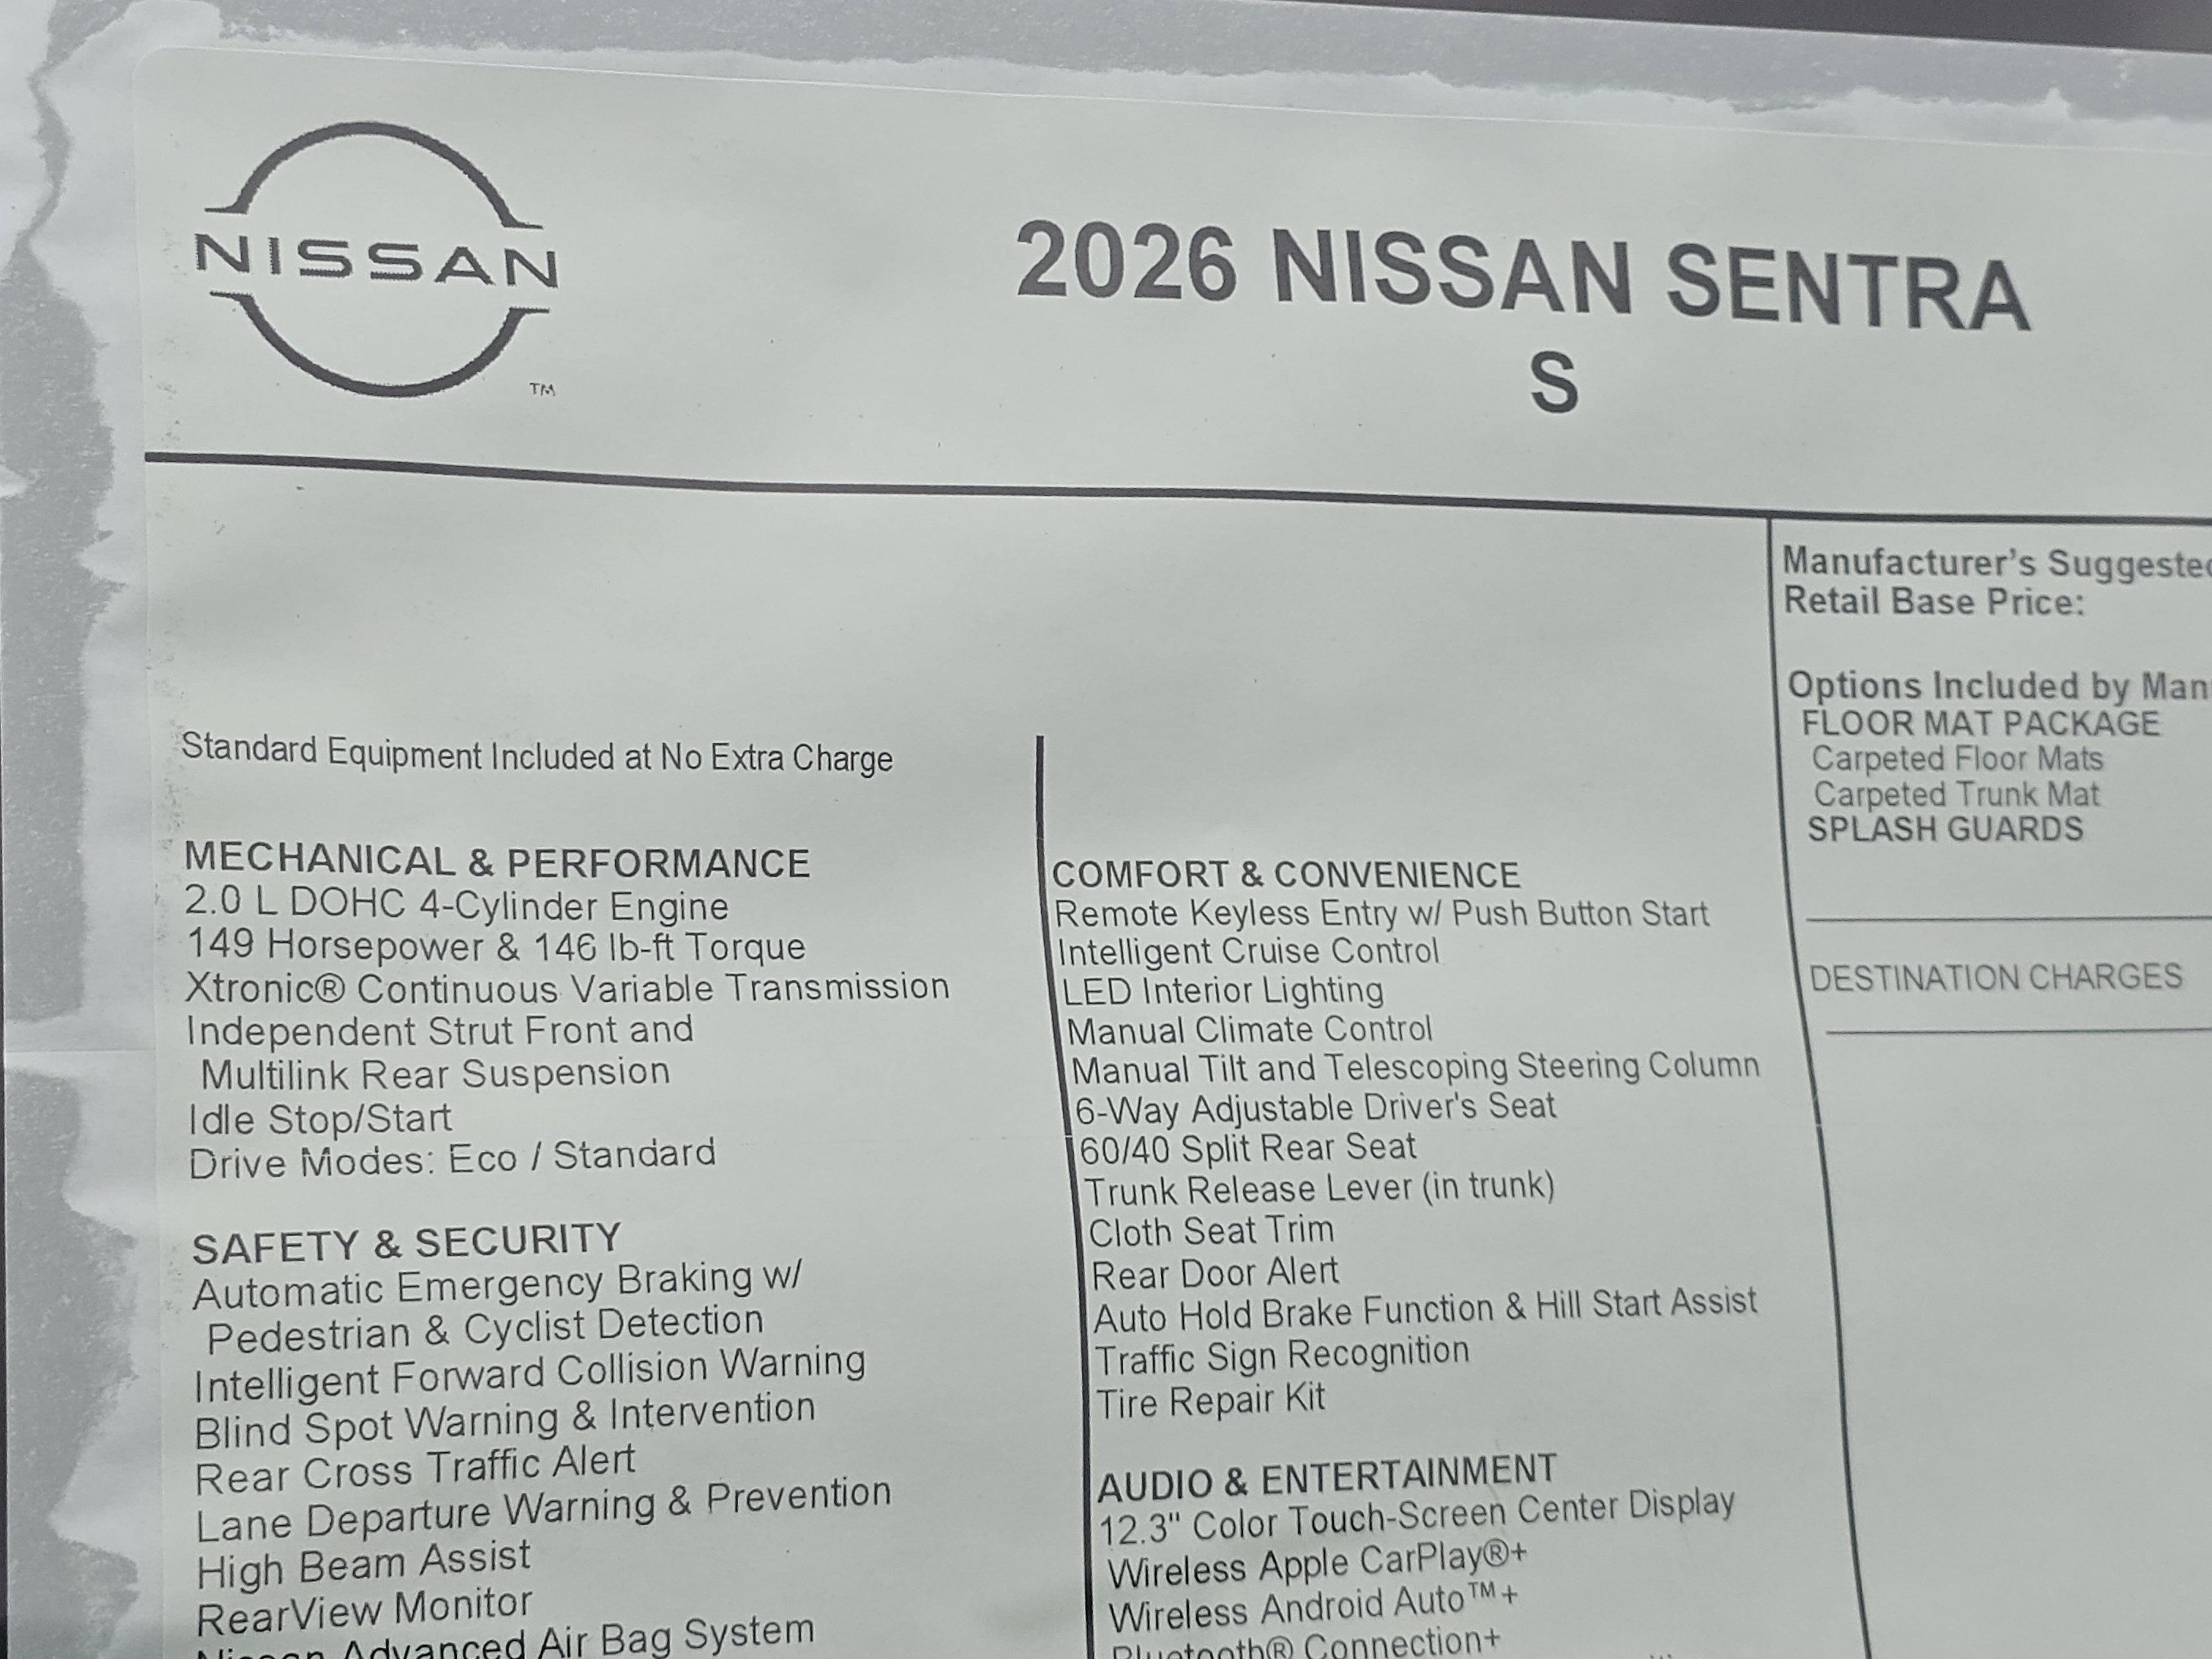 NISSAN
TM
2026 NISSAN SENTRA
S
Standard Equipment Included at No Extra Charge
MECHANICAL & PERFORMANCE
2.0 L DOHC 4-Cylinder Engine
149 Horsepower & 146 lb-ft Torque
Xtronic® Continuous Variable Transmission
Independent Strut Front and
Multilink Rear Suspension
Idle Stop/Start
Drive Modes: Eco / Standard
SAFETY & SECURITY
Automatic Emergency Braking w/
Pedestrian & Cyclist Detection
Intelligent Forward Collision Warning
Blind Spot Warning & Intervention
Rear Cross Traffic Alert
Lane Departure Warning & Prevention
High Beam Assist
RearView Monitor
Nissan Advanced Air Bag System
COMFORT & CONVENIENCE
Remote Keyless Entry w/ Push Button Start
Intelligent Cruise Control
LED Interior Lighting
Manual Climate Control
Manual Tilt and Telescoping Steering Column
6-Way Adjustable Driver's Seat
60/40 Split Rear Seat
Trunk Release Lever (in trunk)
Cloth Seat Trim
Rear Door Alert
Auto Hold Brake Function & Hill Start Assist
Traffic Sign Recognition
Tire Repair Kit
AUDIO & ENTERTAINMENT
12.3" Color Touch-Screen Center Display
Wireless Apple CarPlay®+
Wireless Android Auto™+
Bluetooth® Connection+
Manufacturer's Suggested
Retail Base Price:
Options Included by Man
FLOOR MAT PACKAGE
Carpeted Floor Mats
Carpeted Trunk Mat
SPLASH GUARDS
DESTINATION CHARGES